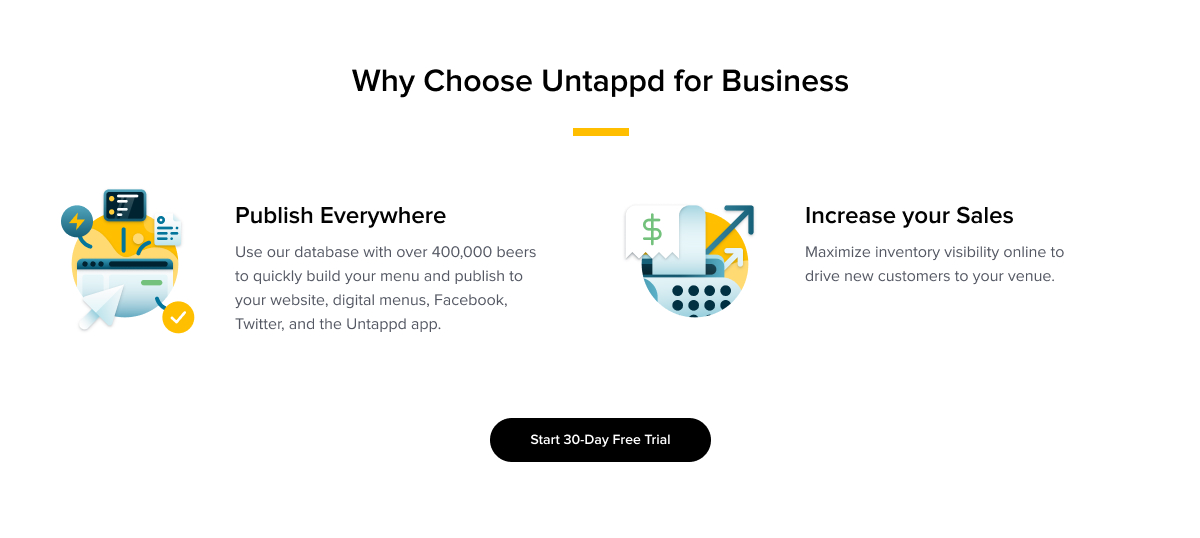 Why Choose Untappd for Business
Publish Everywhere
Use our database with over 400,000 beers
to quickly build your menu and publish to
your website, digital menus, Facebook,
Twitter, and the Untappd app.
$
Increase your Sales
Maximize inventory visibility online to
drive new customers to your venue.
Start 30-Day Free Trial